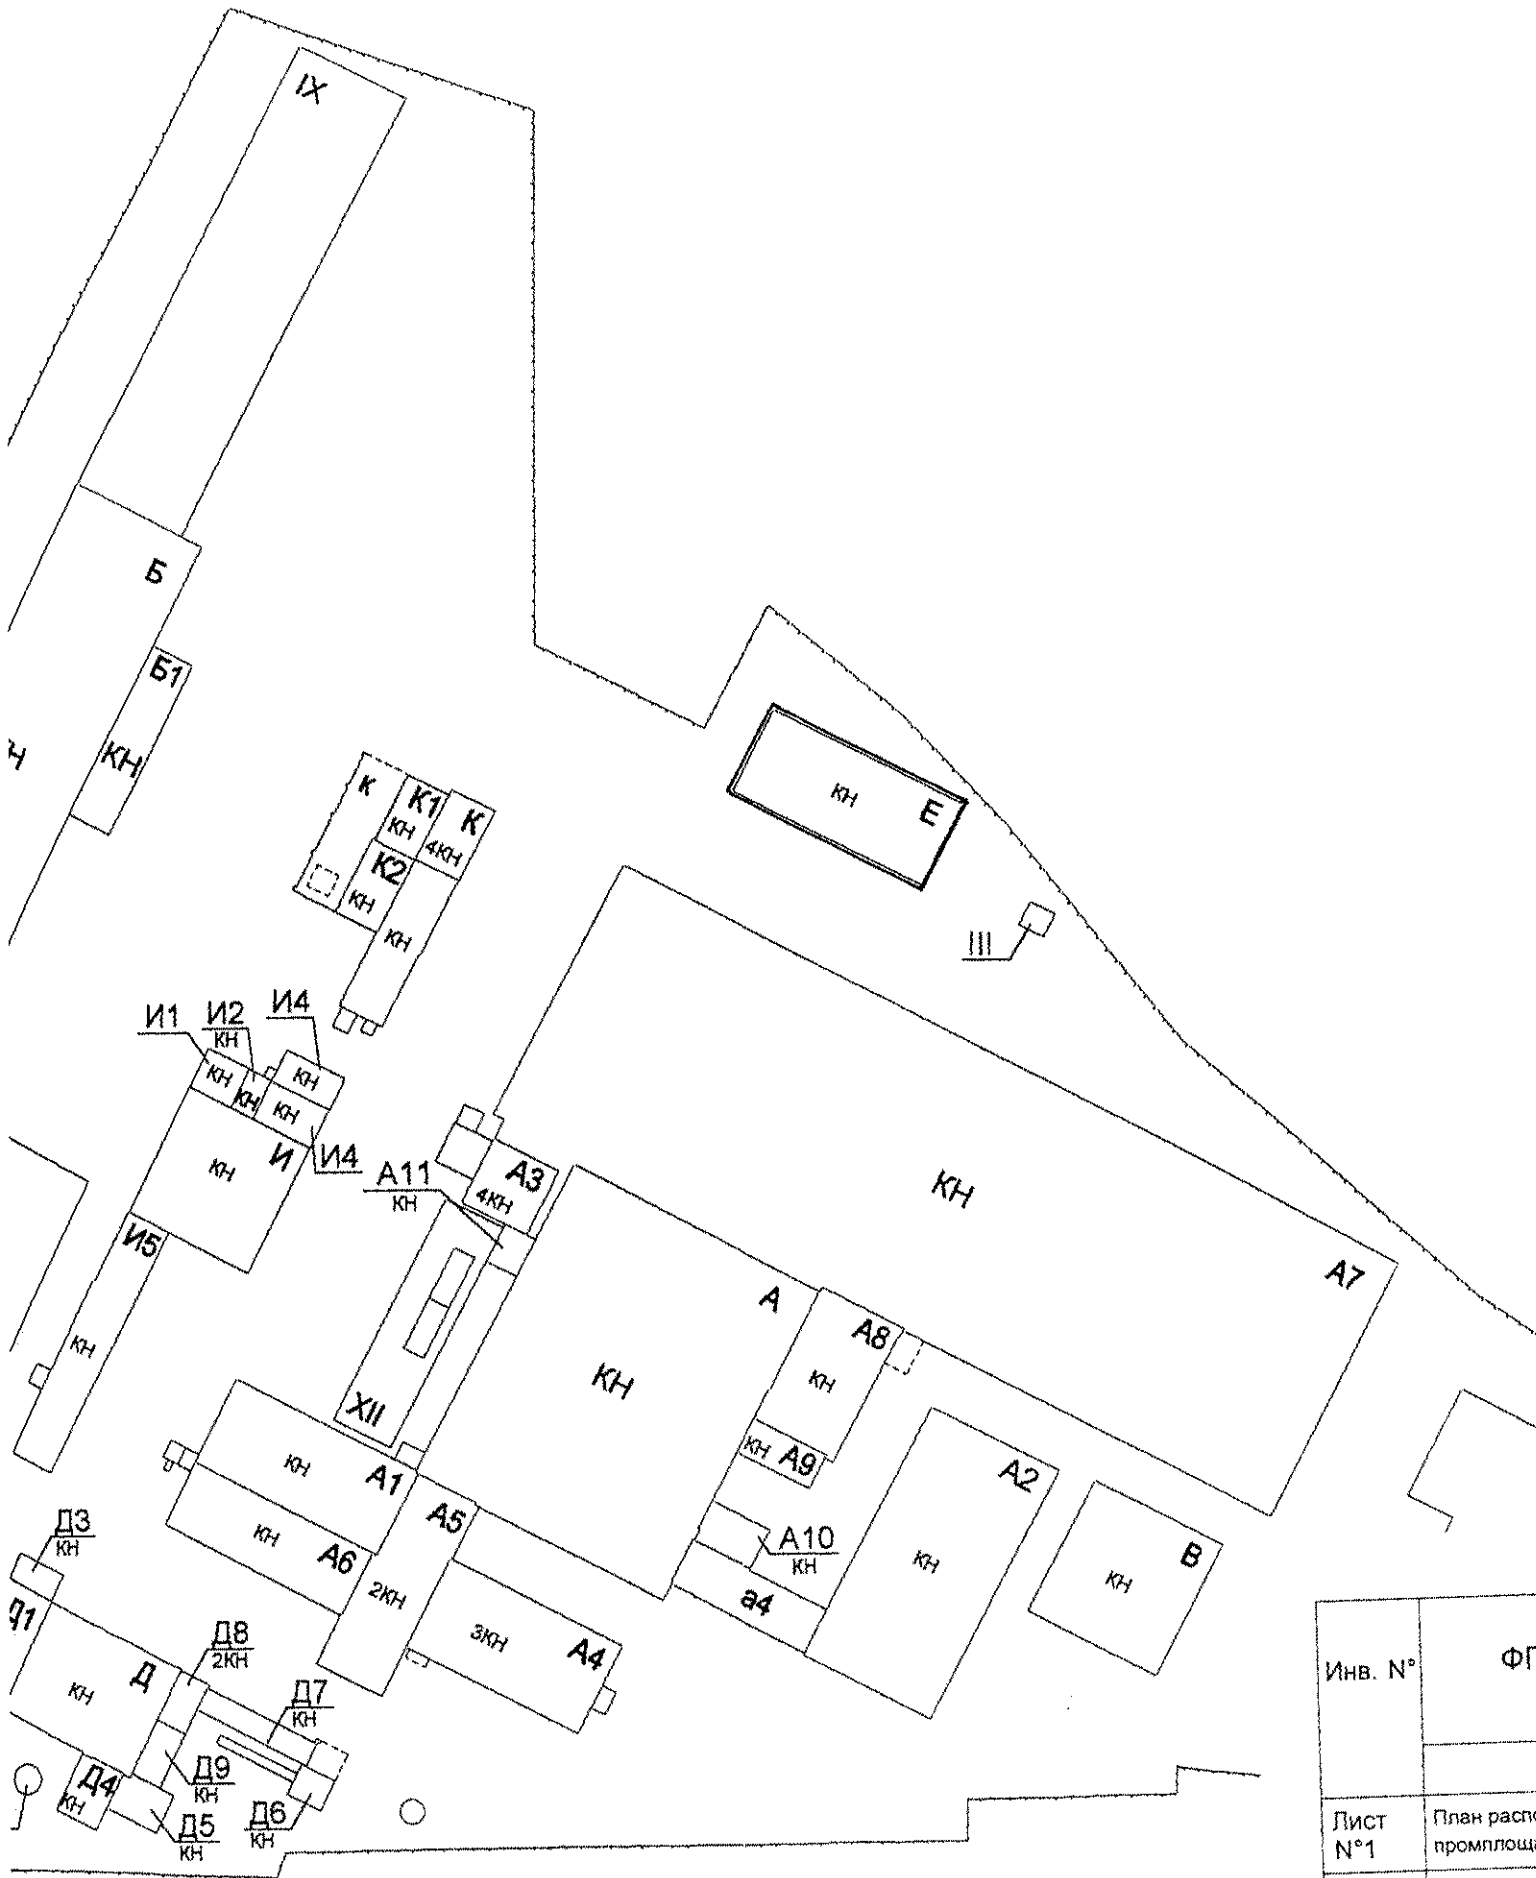 IX
Б
Б1
КН
к
К1
КН
К
4КН
К2
КН
КН
КН
Е
III
И1
И2
КН
И4
КН
КН
КН
КН
И4
КН
И
И5
КН
А11
КН
А3
4КН
КН
А7
А
КН
А8
КН
КН
А9
XII
КН
А1
А5
КН
А6
2КН
А2
КН
А10
КН
а4
В
КН
3КН
А4
Д3
КН
Д1
Д
КН
Д8
2КН
Д7
КН
Д9
КН
Д4
КН
Д5
КН
Д6
КН
Инв. N°
Лист
N°1
План